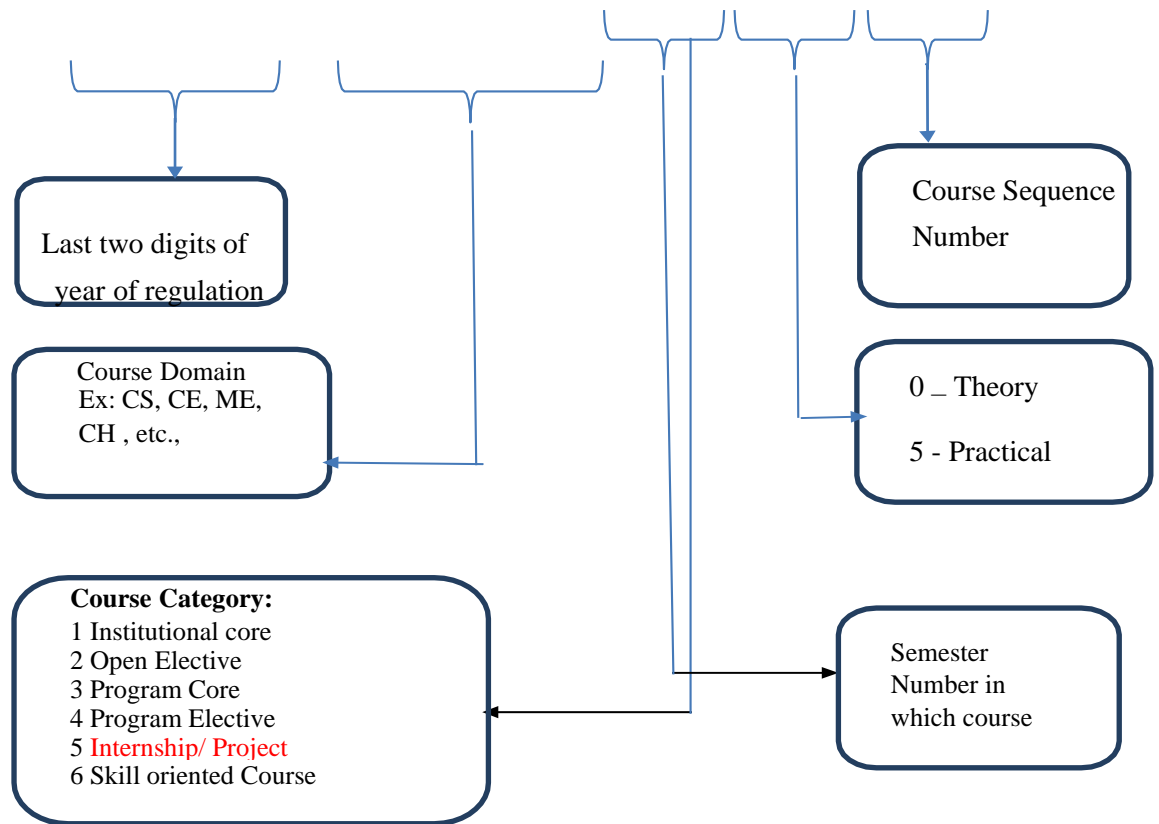 Last two digits of
year of regulation
Course Sequence
Number
Course Domain
Ex: CS, CE, ME,
CH , etc.,
0 – Theory
5 - Practical
Course Category:
1 Institutional core
2 Open Elective
3 Program Core
4 Program Elective
5 Internship/ Project
6 Skill oriented Course
Semester
Number in
which course